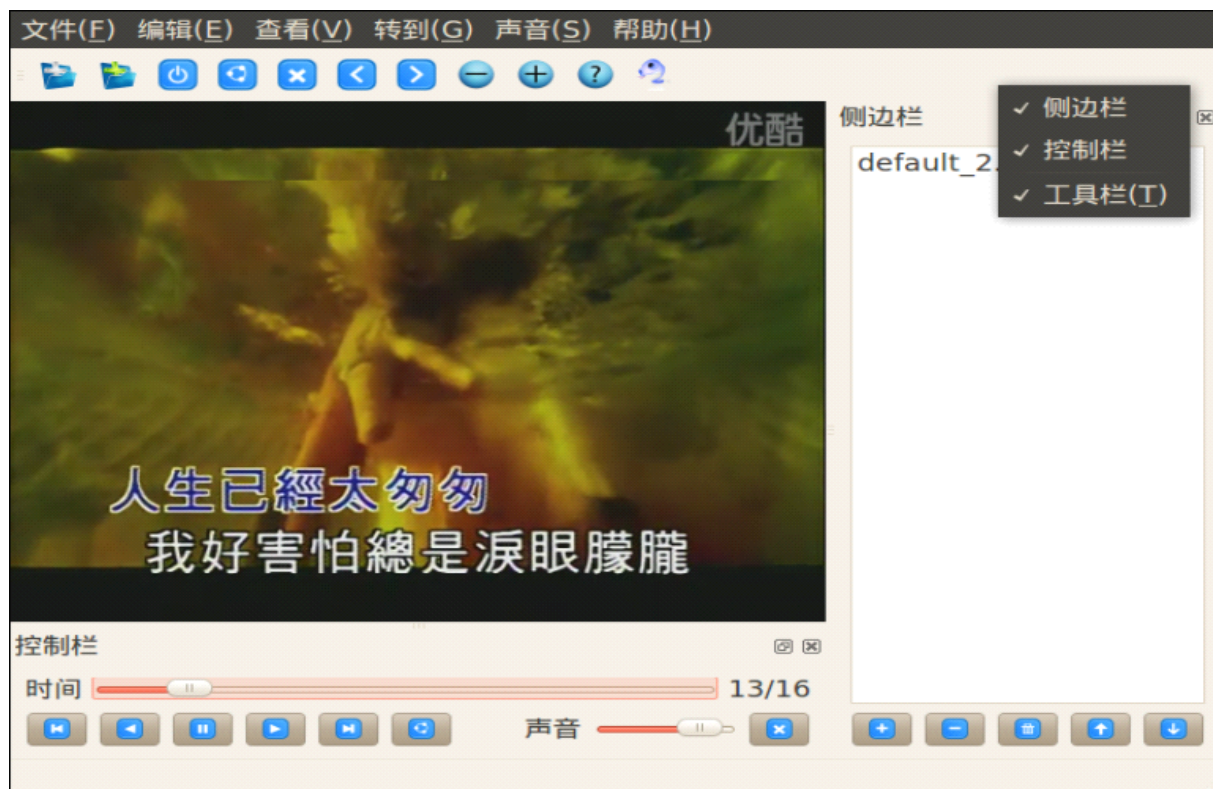 文件(F) 编辑(E) 查看(V) 转到(G) 声音(S) 帮助(H)
优酷
侧边栏
侧边栏
控制栏
工具栏(T)
default_2.
人生已經太匆匆
我好害怕總是淚眼朦朧
控制栏
时间 13/16
声音